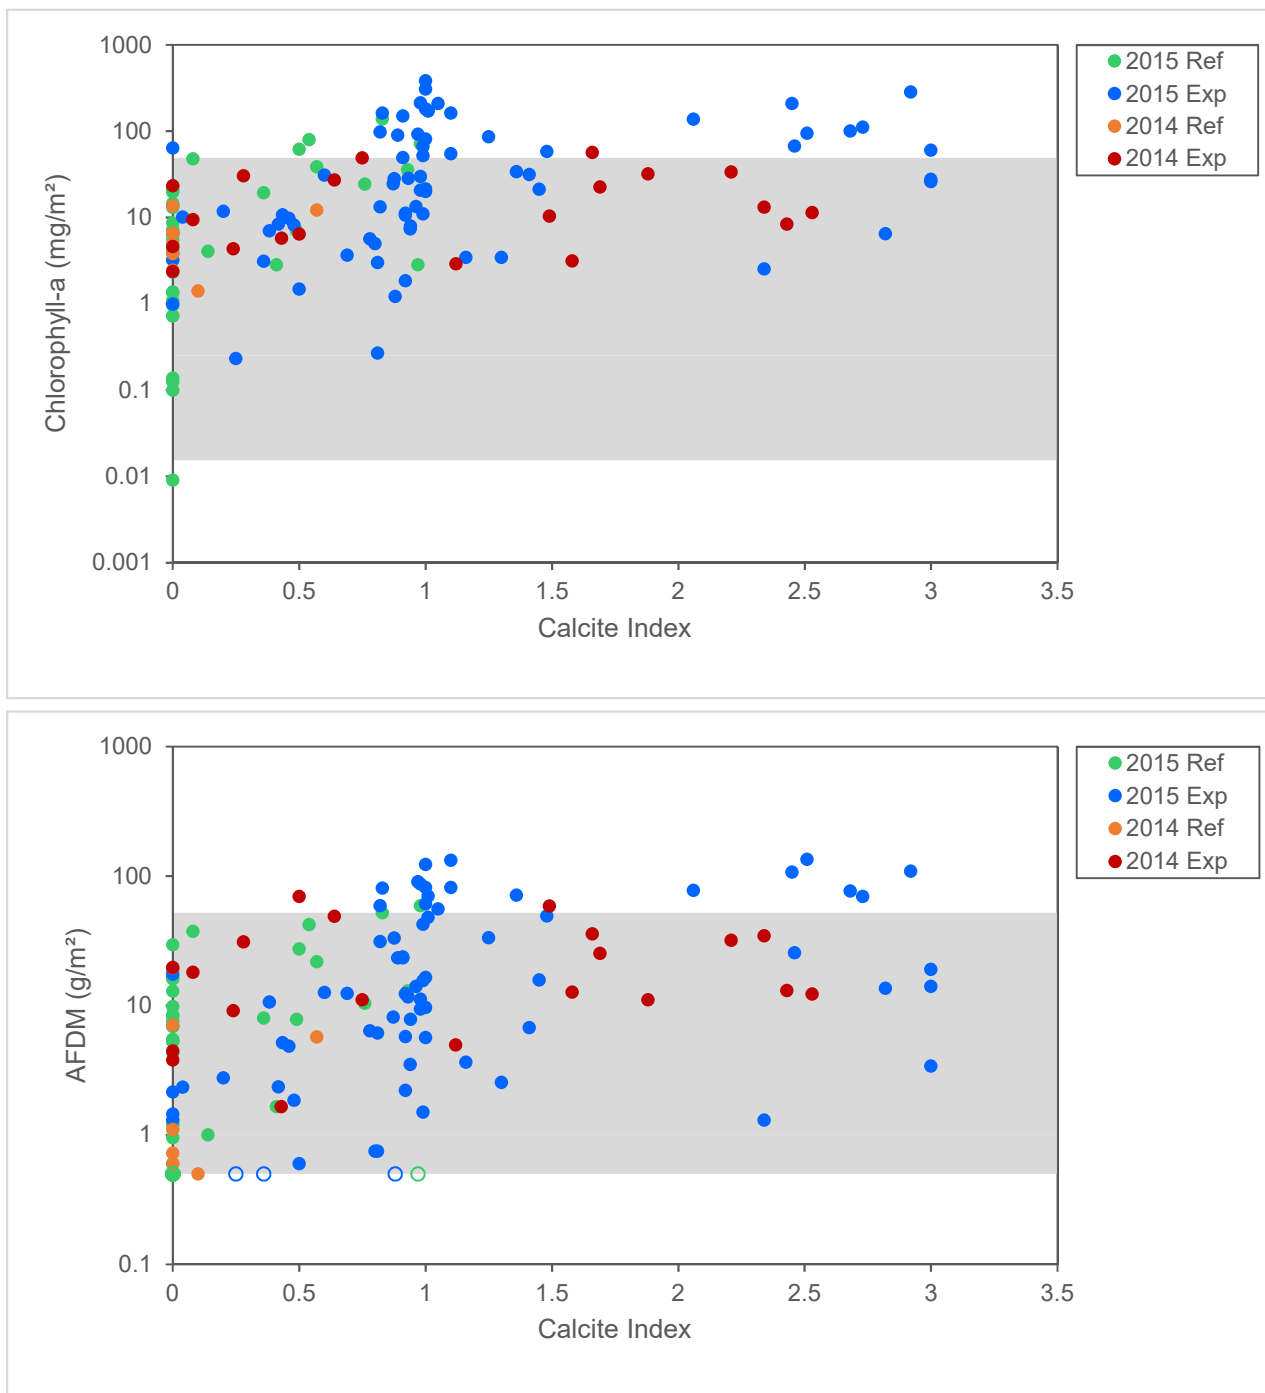 1000
100
10
1
0.1
0.01
0.001
Chlorophyll-a (mg/m²)
0 0.5 1 1.5 2 2.5 3 3.5
Calcite Index
2015 Ref
2015 Exp
2014 Ref
2014 Exp
1000
100
10
1
0.1
AFDM (g/m²)
0 0.5 1 1.5 2 2.5 3 3.5
Calcite Index
2015 Ref
2015 Exp
2014 Ref
2014 Exp